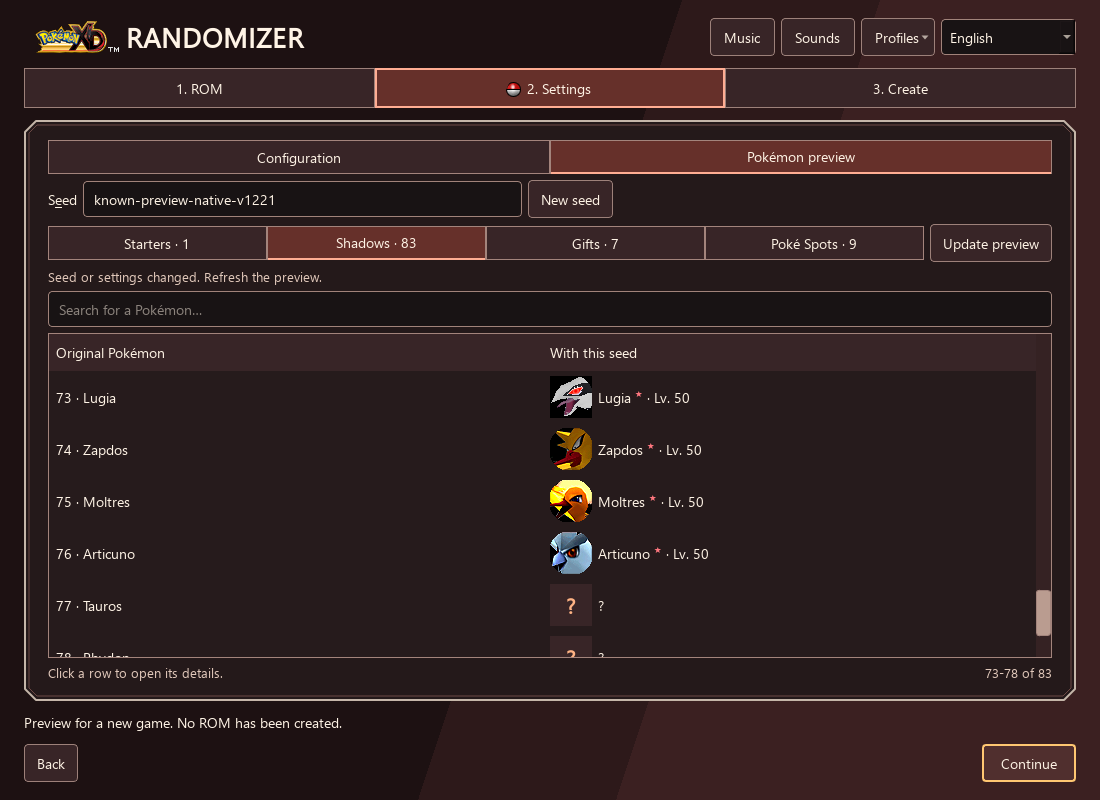 Pokémon XD TM RANDOMIZER
Music
Sounds
Profiles
English
1. ROM
2. Settings
3. Create
Configuration
Pokémon preview
Seed
known-preview-native-v1221
New seed
Starters · 1
Shadows · 83
Gifts · 7
Poké Spots · 9
Update preview
Seed or settings changed. Refresh the preview.
Search for a Pokémon...
Original Pokémon
With this seed
73 · Lugia
Lugia * · Lv. 50
74 · Zapdos
Zapdos * · Lv. 50
75 · Moltres
Moltres * · Lv. 50
76 · Articuno
Articuno * · Lv. 50
77 · Tauros
? ?
78 · Rhydon
? ?
Click a row to open its details.
73-78 of 83
Preview for a new game. No ROM has been created.
Back
Continue